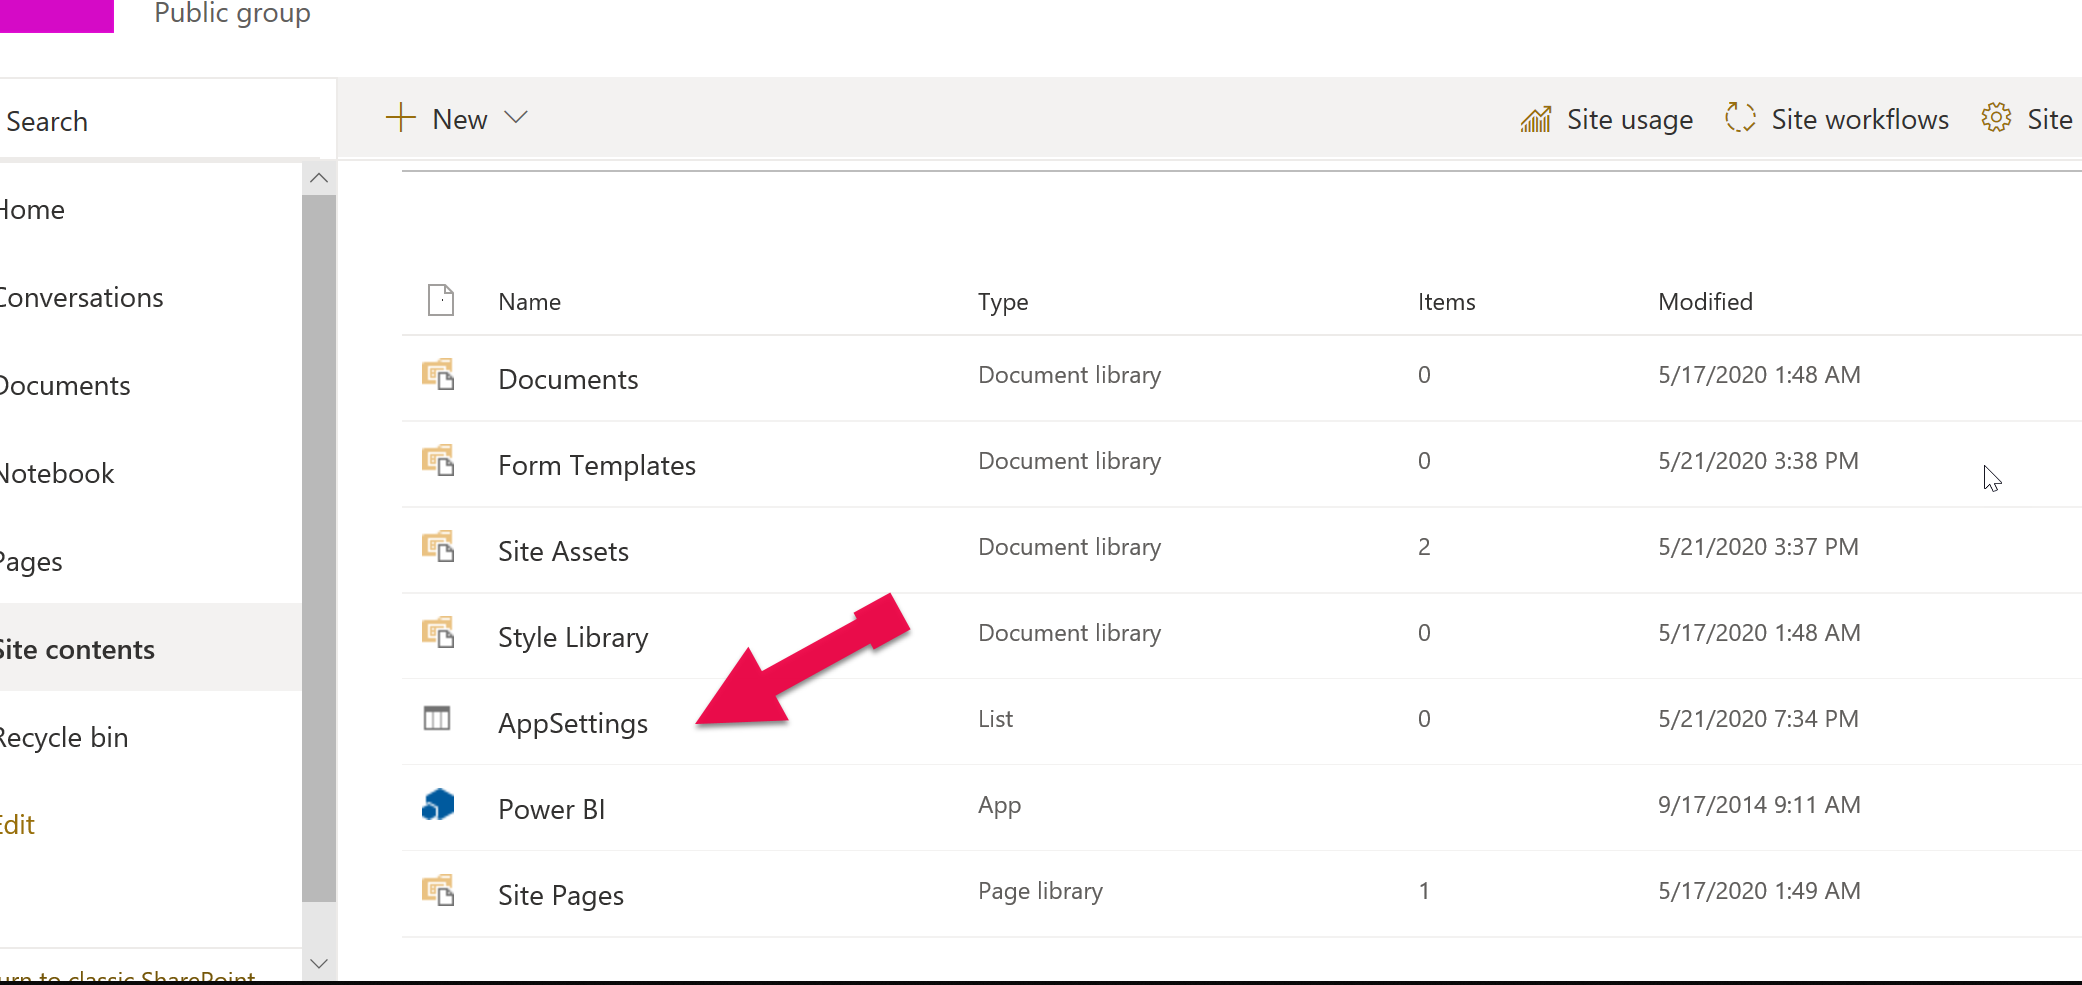 Public group
Search
New
Site usage
Site workflows
Site
Home
Conversations
Documents
Notebook
Pages
Site contents
Recycle bin
Edit
urn to classic SharePoint
Name Type Items Modified
Documents Document library 0 5/17/2020 1:48 AM
Form Templates Document library 0 5/21/2020 3:38 PM
Site Assets Document library 2 5/21/2020 3:37 PM
Style Library Document library 0 5/17/2020 1:48 AM
AppSettings List 0 5/21/2020 7:34 PM
Power BI App 9/17/2014 9:11 AM
Site Pages Page library 1 5/17/2020 1:49 AM